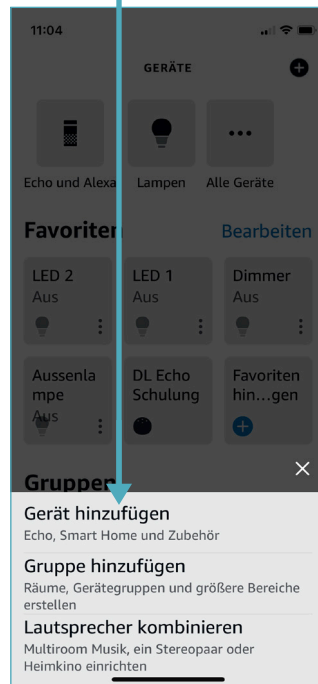 11:04
GERÄTE
Echo und Alexa Lampen Alle Geräte
Favoriten Bearbeiten
LED 2 LED 1 Dimmer
Aus Aus Aus
Aussenla DL Echo Favoriten
mpe Schulung hin...gen
Aus
Gruppen
Gerät hinzufügen
Echo, Smart Home und Zubehör
Gruppe hinzufügen
Räume, Gerätegruppen und größere Bereiche
erstellen
Lautsprecher kombinieren
Multiroom Musik, ein Stereopaar oder
Heimkino einrichten